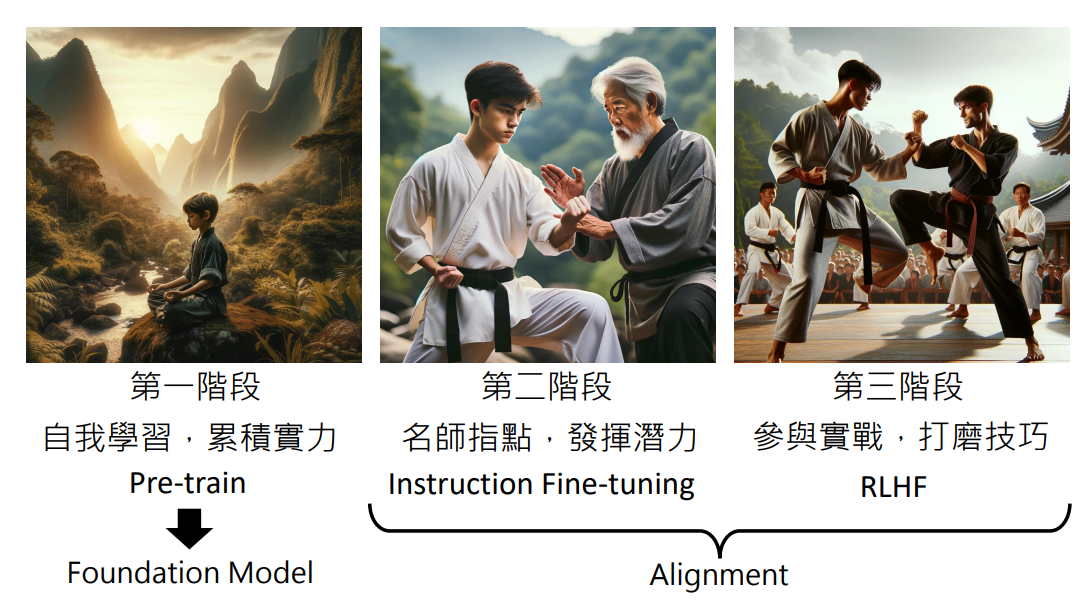 第一階段
自我學習，累積實力
Pre-train
Foundation Model
第二階段
名師指點，發揮潛力
Instruction Fine-tuning
第三階段
參與實戰，打磨技巧
RLHF
Alignment